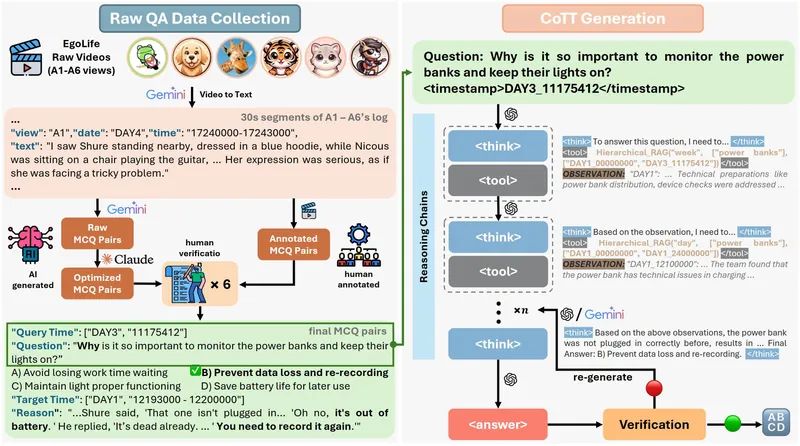 Raw QA Data Collection
EgoLife
Raw Videos
(A1-A6 views)
Gemini
Video to Text
30s segments of A1 – A6's log
...
"view": "A1","date": "DAY4","time": "17240000-17243000",
"text": "I saw Shure standing nearby, dressed in a blue hoodie, while Nicous
was sitting on a chair playing the guitar, ... Her expression was serious, as if
she was facing a tricky problem."
...
Gemini
Raw
MCQ Pairs
Claude
Optimized
MCQ Pairs
AI
generated
human
verificatio
× 6
Annotated
MCQ Pairs
human
annotated
"Query Time": ["DAY3", "11175412"]
final MCQ pairs
"Question": "Why is it so important to monitor the power banks and keep their
lights on?"
A) Avoid losing work time waiting
B) Prevent data loss and re-recording
C) Maintain light proper functioning
D) Save battery life for later use
"Target Time": ["DAY1", "12193000 - 12200000"]
"Reason": "...Shure said, 'That one isn't plugged in... 'Oh no, it's out of
battery. ' He replied, 'It's dead already. ... ' You need to record it again.'"
CoTT Generation
Question: Why is it so important to monitor the power
banks and keep their lights on?
<timestamp>DAY3_11175412</timestamp>
Reasoning Chains
<think>
<tool>
<think> To answer this question, I need to... </think>
<tool> Hierarchical_RAG("week", ["power banks"],
["DAY1_00000000", "DAY3_11175412"])</tool>
OBSERVATION: "DAY1": ... Technical preparations like
power bank distribution, device checks were addressed ...
<think>
<tool>
<think> Based on the observation, I need to... </think>
<tool> Hierarchical_RAG("day", ["power banks"],
["DAY1_00000000", "DAY1_24000000"])</tool>
OBSERVATION: "DAY1_12100000": ... The team found that
the power bank has technical issues in charging ...
×n
/ Gemini
<think>
<think> Based on the above observations, the power bank
was not plugged in correctly before, results in ... Final
Answer: B) Prevent data loss and re-recording. </think>
re-generate
<answer>
Verification
AB
CD